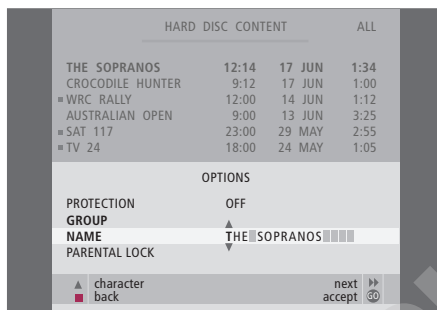 HARD DISC CONTENT ALL
THE SOPRANOS 12:14 17 JUN 1:34
CROCODILE HUNTER 9:12 17 JUN 1:00
WRC RALLY 12:00 14 JUN 1:12
AUSTRALIAN OPEN 9:00 13 JUN 3:25
SAT 117 23:00 29 MAY 2:55
TV 24 18:00 24 MAY 1:05
OPTIONS
PROTECTION OFF
GROUP
NAME THE SOPRANOS
PARENTAL LOCK
character next
back accept GO